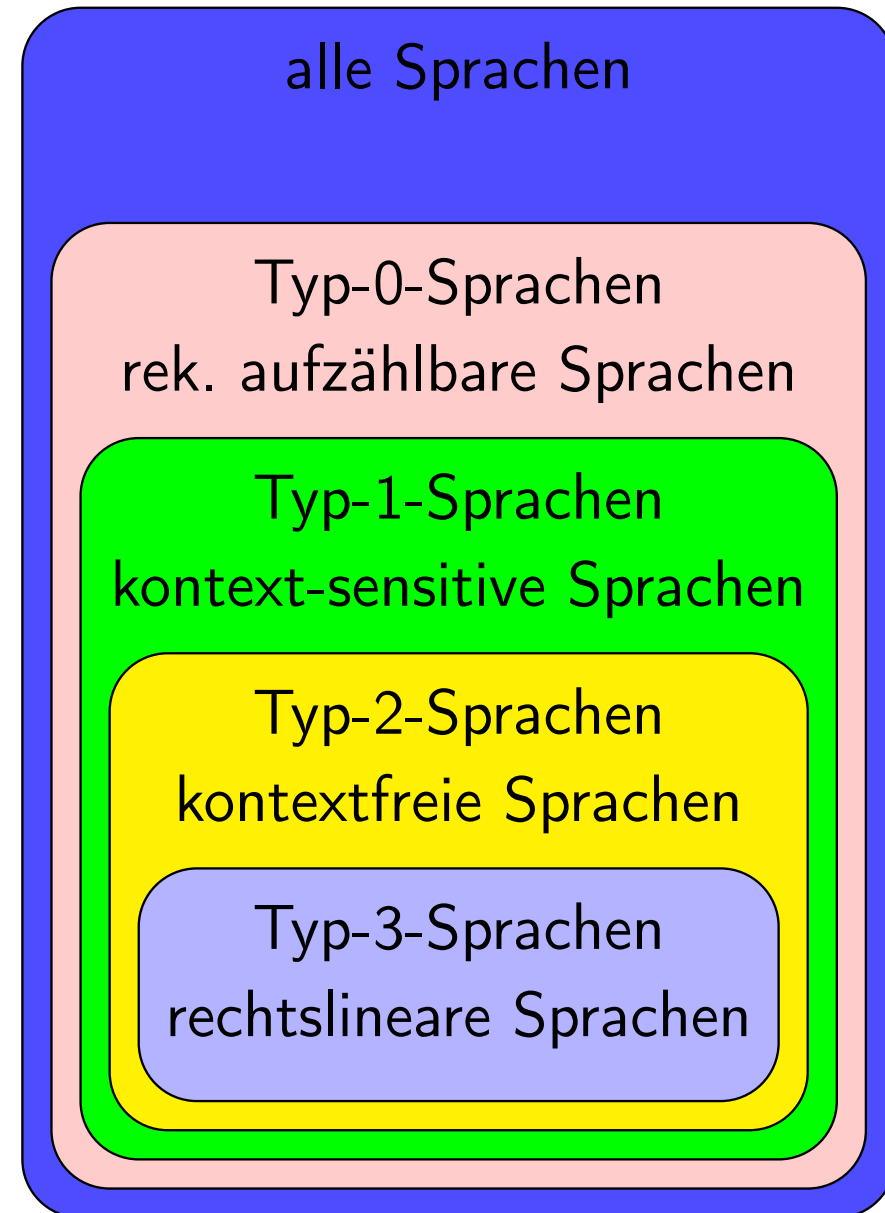 alle Sprachen
Typ-0-Sprachen
rek. aufzählbare Sprachen
Typ-1-Sprachen
kontext-sensitive Sprachen
Typ-2-Sprachen
kontextfreie Sprachen
Typ-3-Sprachen
rechtslineare Sprachen